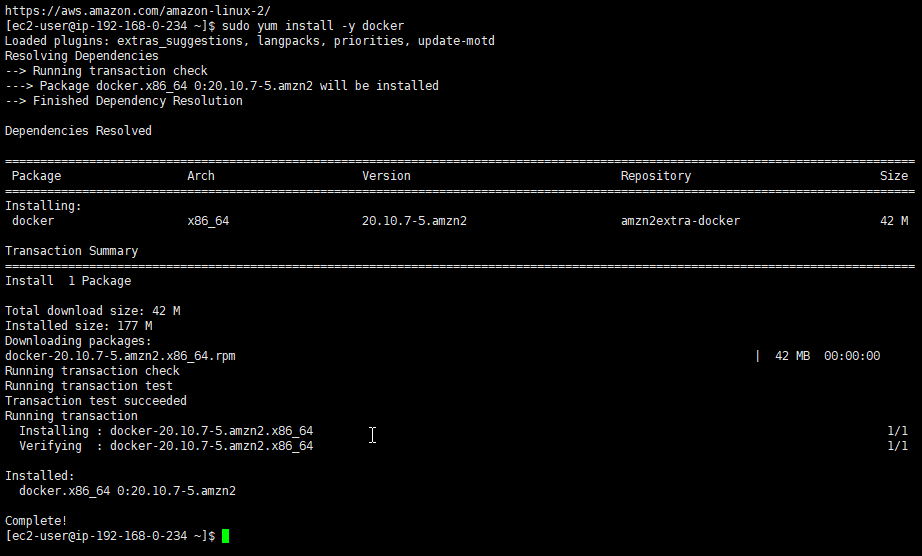 https://aws.amazon.com/amazon-linux-2/
[ec2-user@ip-192-168-0-234 ~]$ sudo yum install -y docker
Loaded plugins: extras_suggestions, langpacks, priorities, update-motd
Resolving Dependencies
--> Running transaction check
---> Package docker.x86_64 0:20.10.7-5.amzn2 will be installed
--> Finished Dependency Resolution

Dependencies Resolved

================================================================================
 Package Arch Version Repository Size
================================================================================
Installing:
 docker x86_64 20.10.7-5.amzn2 amzn2extra-docker 42 M

Transaction Summary
================================================================================
Install  1 Package

Total download size: 42 M
Installed size: 177 M
Downloading packages:
docker-20.10.7-5.amzn2.x86_64.rpm | 42 MB 00:00:00
Running transaction check
Running transaction test
Transaction test succeeded
Running transaction
  Installing : docker-20.10.7-5.amzn2.x86_64 1/1
  Verifying  : docker-20.10.7-5.amzn2.x86_64 1/1

Installed:
  docker.x86_64 0:20.10.7-5.amzn2

Complete!
[ec2-user@ip-192-168-0-234 ~]$